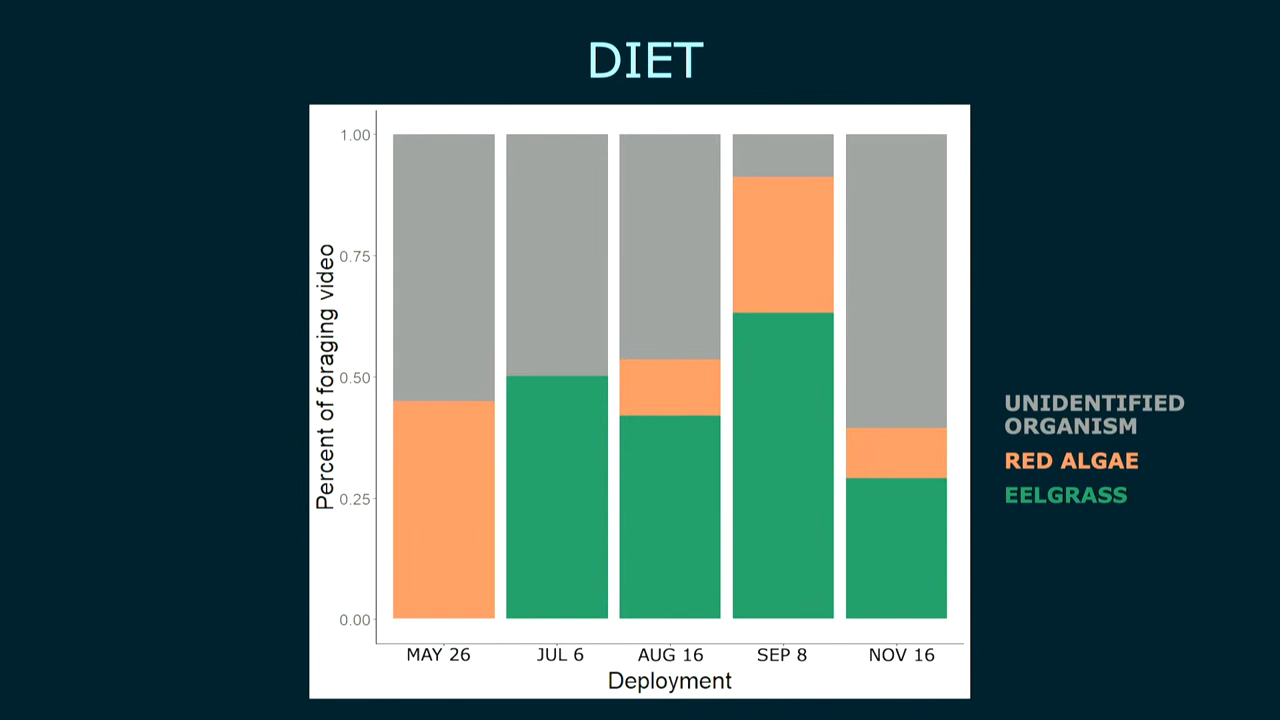 DIET
Percent of foraging video
1.00
0.75
0.50
0.25
0.00
MAY 26
JUL 6
AUG 16
SEP 8
NOV 16
Deployment
UNIDENTIFIED
ORGANISM
RED ALGAE
EELGRASS